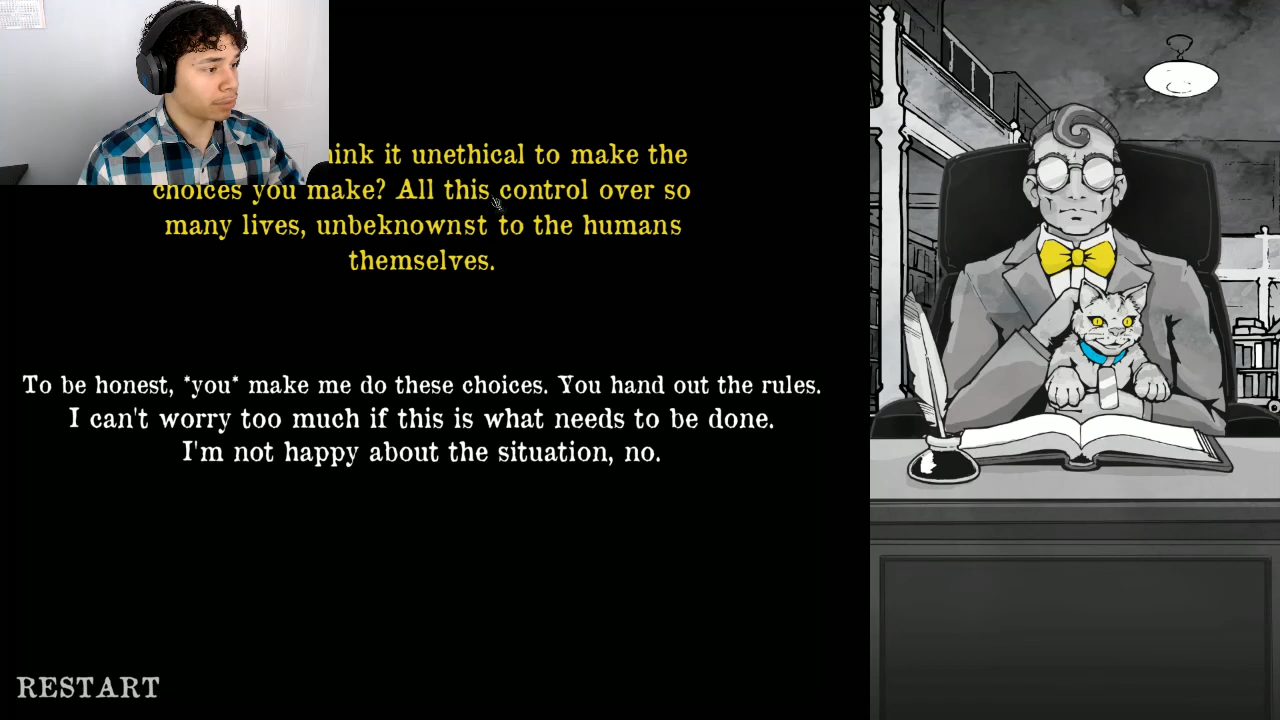 hink it unethical to make the
choices you make? All this control over so
many lives, unbeknownst to the humans
themselves.
To be honest, *you* make me do these choices. You hand out the rules.
I can't worry too much if this is what needs to be done.
I'm not happy about the situation, no.
RESTART